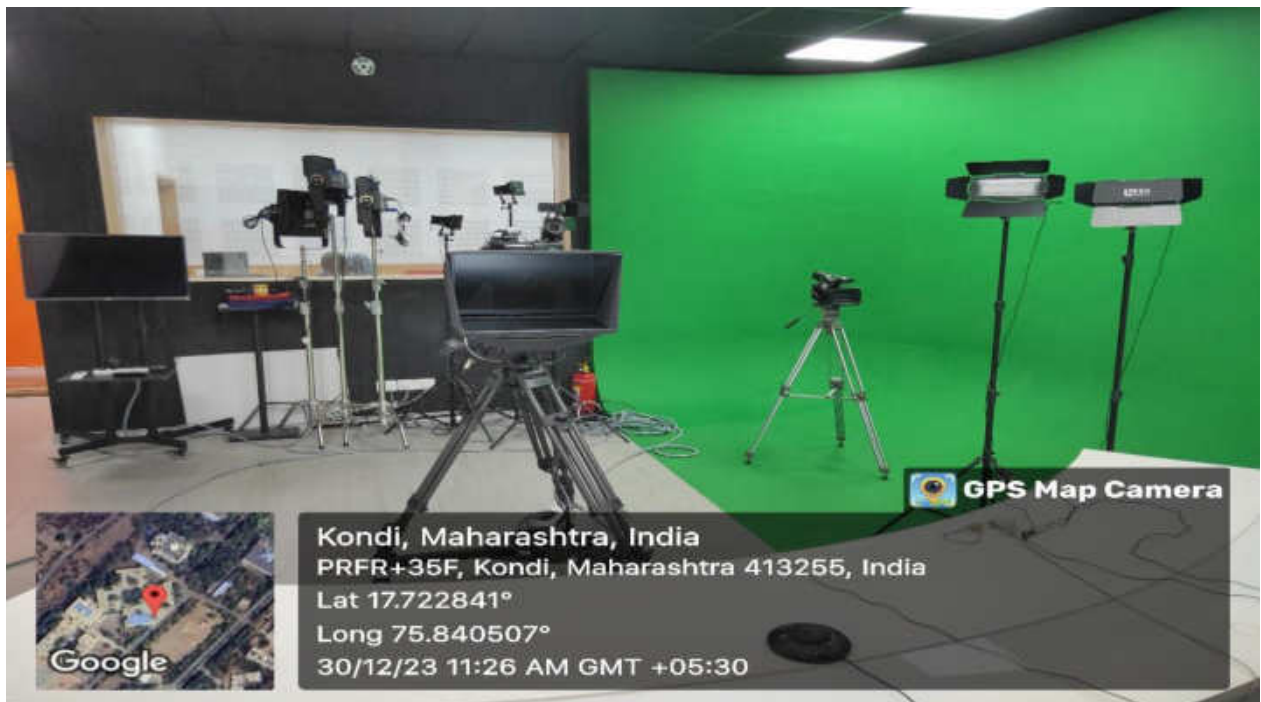 GPS Map Camera
Kondi, Maharashtra, India
PRFR+35F, Kondi, Maharashtra 413255, India
Lat 17.722841°
Long 75.840507°
30/12/23 11:26 AM GMT +05:30
Google